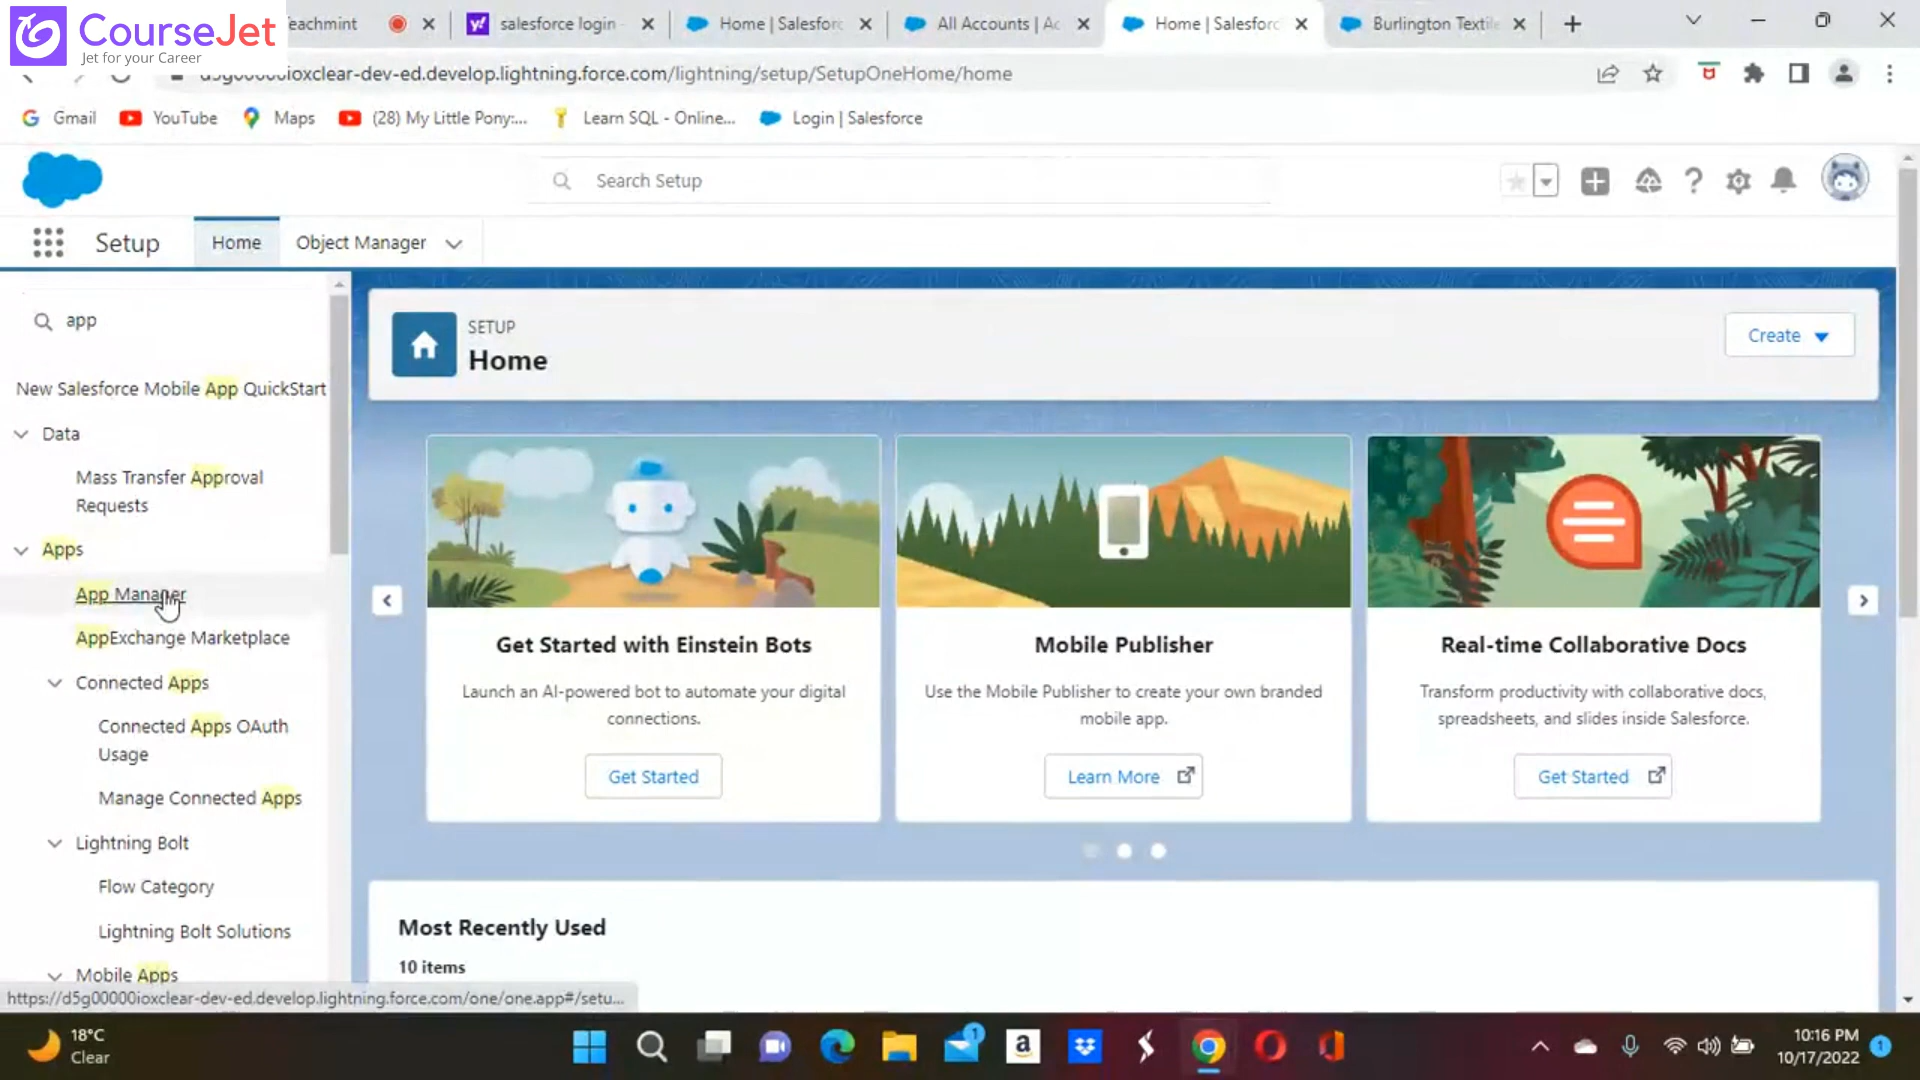 CourseJet
Jet for your Career
eachmint
salesforce login
Home | Salesforc
All Accounts | Ac
Home | Salesforc
Burlington Textile
d5g00000ioxclear-dev-ed.develop.lightning.force.com/lightning/setup/SetupOneHome/home
Gmail
YouTube
Maps
(28) My Little Pony:...
Learn SQL - Online...
Login | Salesforce
Search Setup
Setup
Home
Object Manager
app
New Salesforce Mobile App QuickStart
Data
Mass Transfer Approval
Requests
Apps
App Manager
AppExchange Marketplace
Connected Apps
Connected Apps OAuth
Usage
Manage Connected Apps
Lightning Bolt
Flow Category
Lightning Bolt Solutions
Mobile Apps
https://d5g00000ioxclear-dev-ed.develop.lightning.force.com/one/one.app#/setu...
SETUP
Home
Create
Get Started with Einstein Bots
Launch an AI-powered bot to automate your digital
connections.
Get Started
Mobile Publisher
Use the Mobile Publisher to create your own branded
mobile app.
Learn More
Real-time Collaborative Docs
Transform productivity with collaborative docs,
spreadsheets, and slides inside Salesforce.
Get Started
Most Recently Used
10 items
18°C
Clear
1
a
10:16 PM
10/17/2022
1